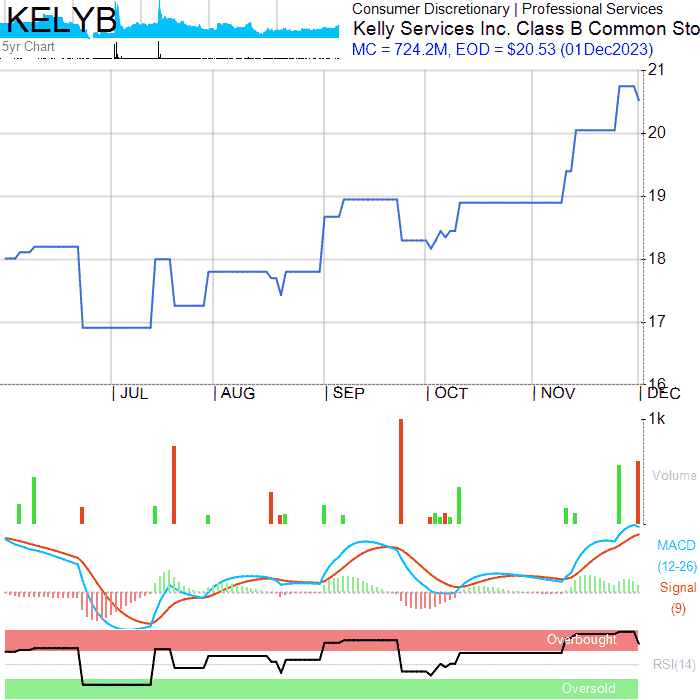 KELYB
Consumer Discretionary | Professional Services
Kelly Services Inc. Class B Common Sto
MC = 724.2M, EOD = $20.53 (01Dec2023)
5yr Chart
21
20
19
18
17
16
JUL AUG SEP OCT NOV DEC
1k
Volume
MACD
(12-26)
Signal
(9)
Overbought
RSI(14)
Oversold